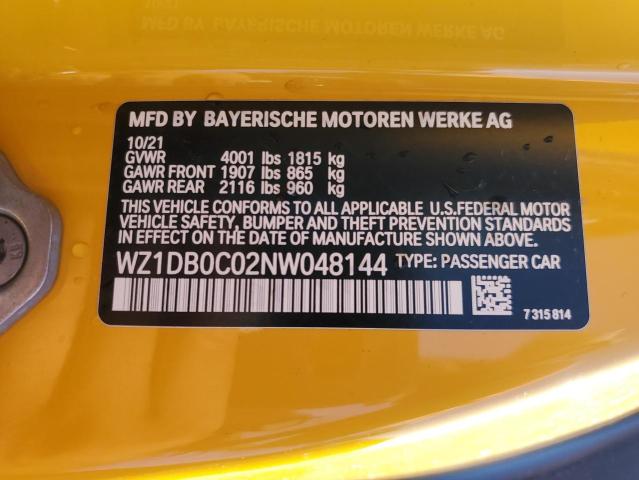 MFD BY BAYERISCHE MOTOREN WERKE AG
10/21
GVWR 4001 lbs 1815 kg
GAWR FRONT 1907 lbs 865 kg
GAWR REAR 2116 lbs 960 kg
THIS VEHICLE CONFORMS TO ALL APPLICABLE U.S.FEDERAL MOTOR
VEHICLE SAFETY, BUMPER AND THEFT PREVENTION STANDARDS
IN EFFECT ON THE DATE OF MANUFACTURE SHOWN ABOVE.
WZ1DB0C02NW048144 TYPE: PASSENGER CAR
7315814